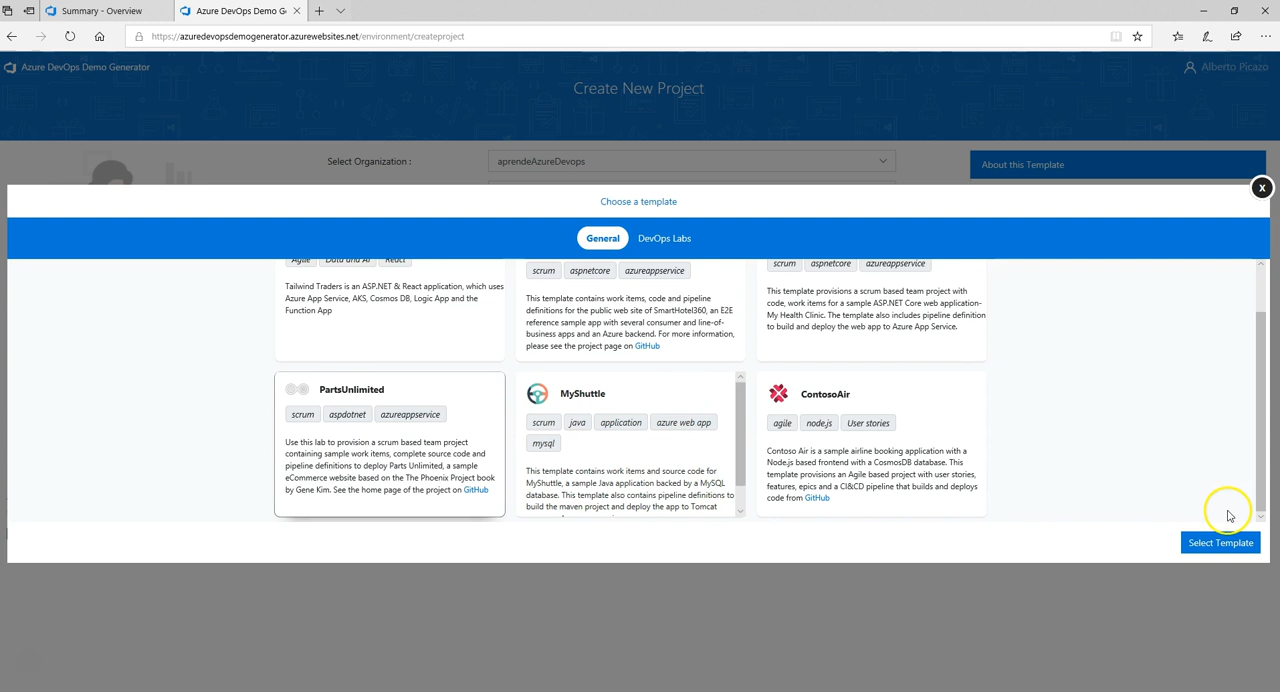 Summary - Overview
Azure DevOps Demo G
https://azuredevopsdemogenerator.azurewebsites.net/environment/createproject
Azure DevOps Demo Generator
Alberto Picazo
Create New Project
Select Organization :
aprendeAzureDevops
About this Template
x
Choose a template
General
DevOps Labs
Agile
Data and AI
React
Tailwind Traders is an ASP.NET & React application, which uses
Azure App Service, AKS, Cosmos DB, Logic App and the
Function App
scrum
aspnetcore
azureappservice
This template contains work items, code and pipeline
definitions for the public web site of SmartHotel360, an E2E
reference sample app with several consumer and line-of-
business apps and an Azure backend. For more information,
please see the project page on GitHub
scrum
aspnetcore
azureappservice
This template provisions a scrum based team project with
code, work items for a sample ASP.NET Core web application-
My Health Clinic. The template also includes pipeline definition
to build and deploy the web app to Azure App Service.
PartsUnlimited
scrum
aspdotnet
azureappservice
Use this lab to provision a scrum based team project
containing sample work items, complete source code and
pipeline definitions to deploy Parts Unlimited, a sample
eCommerce website based on the The Phoenix Project book
by Gene Kim. See the home page of the project on GitHub
MyShuttle
scrum
java
application
azure web app
mysql
This template contains work items and source code for
MyShuttle, a sample Java application backed by a MySQL
database. This template also contains pipeline definitions to
build the maven project and deploy the app to Tomcat
ContosoAir
agile
node.js
User stories
Contoso Air is a sample airline booking application with a
Node.js based frontend with a CosmosDB database. This
template provisions an Agile based project with user stories,
features, epics and a CI&CD pipeline that builds and deploys
code from GitHub
Select Template